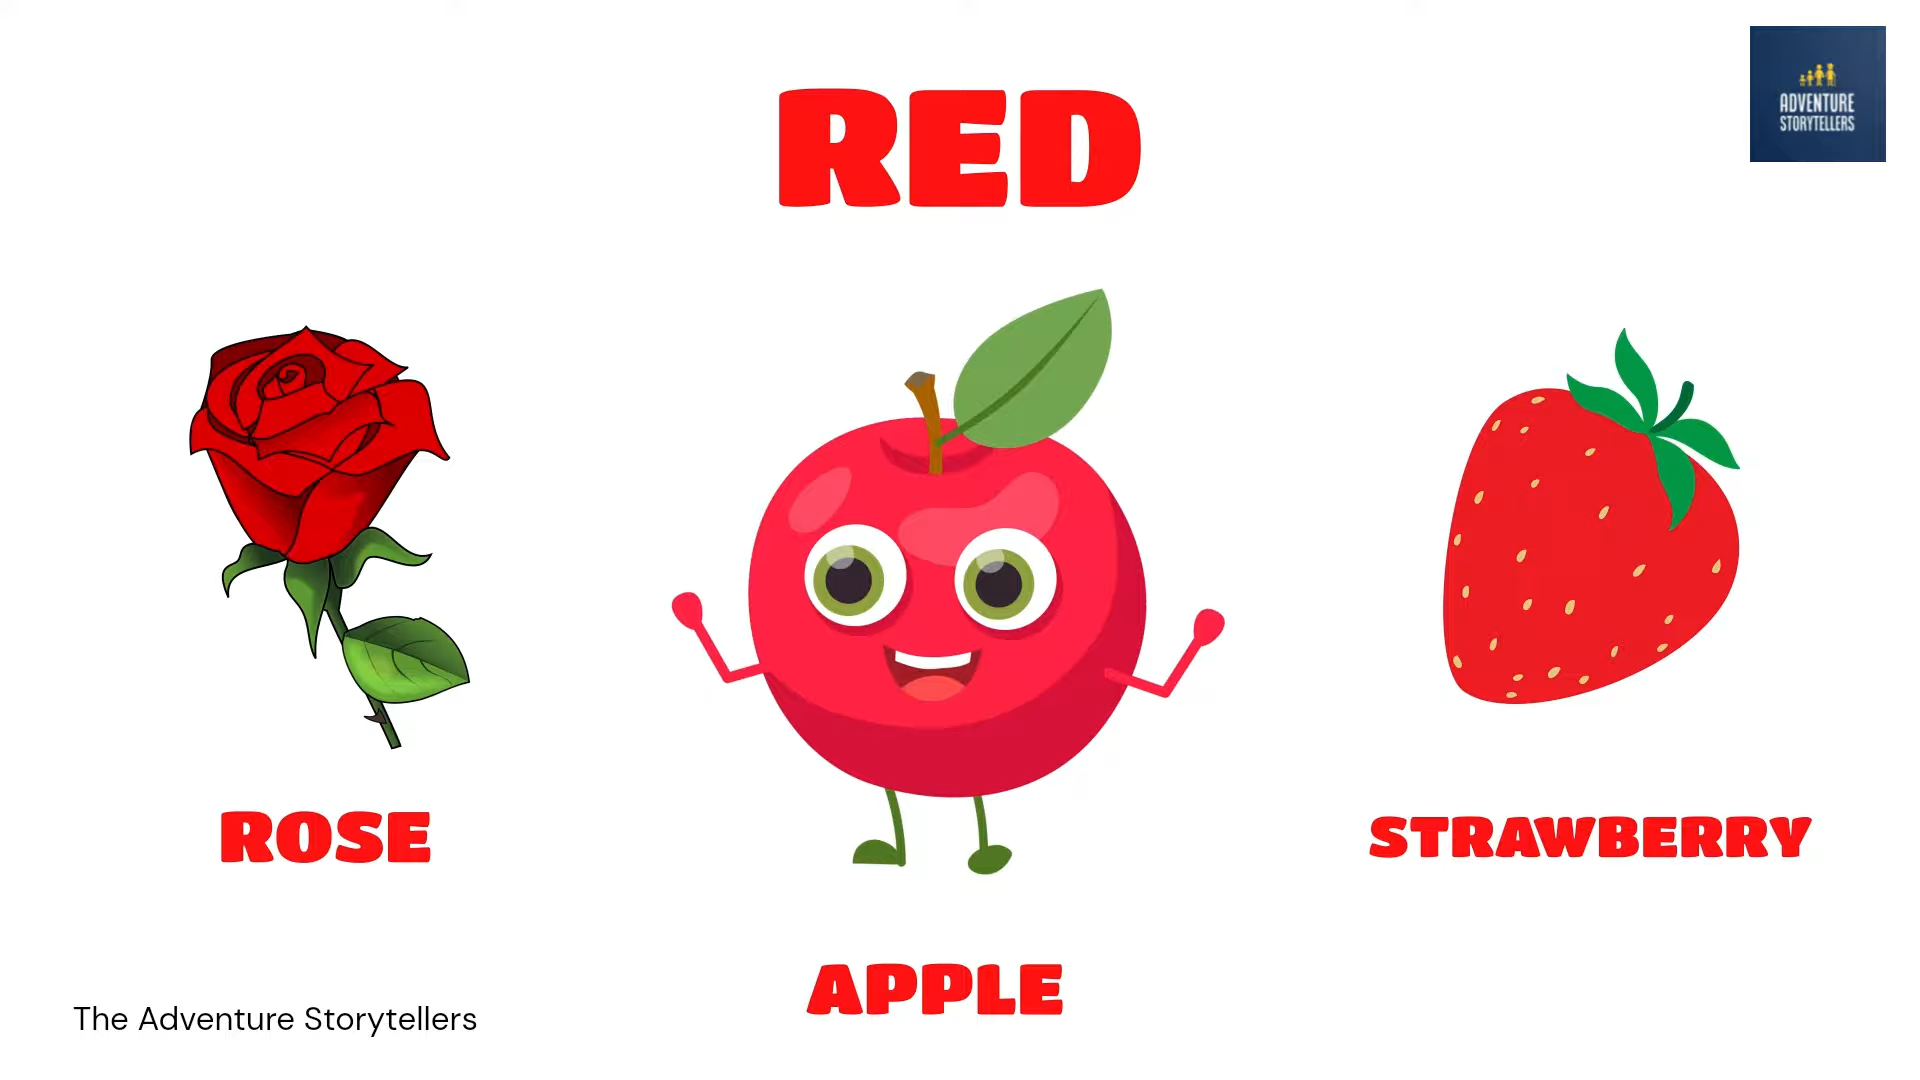 RED
ADVENTURE
STORYTELLERS
ROSE
STRAWBERRY
APPLE
The Adventure Storytellers